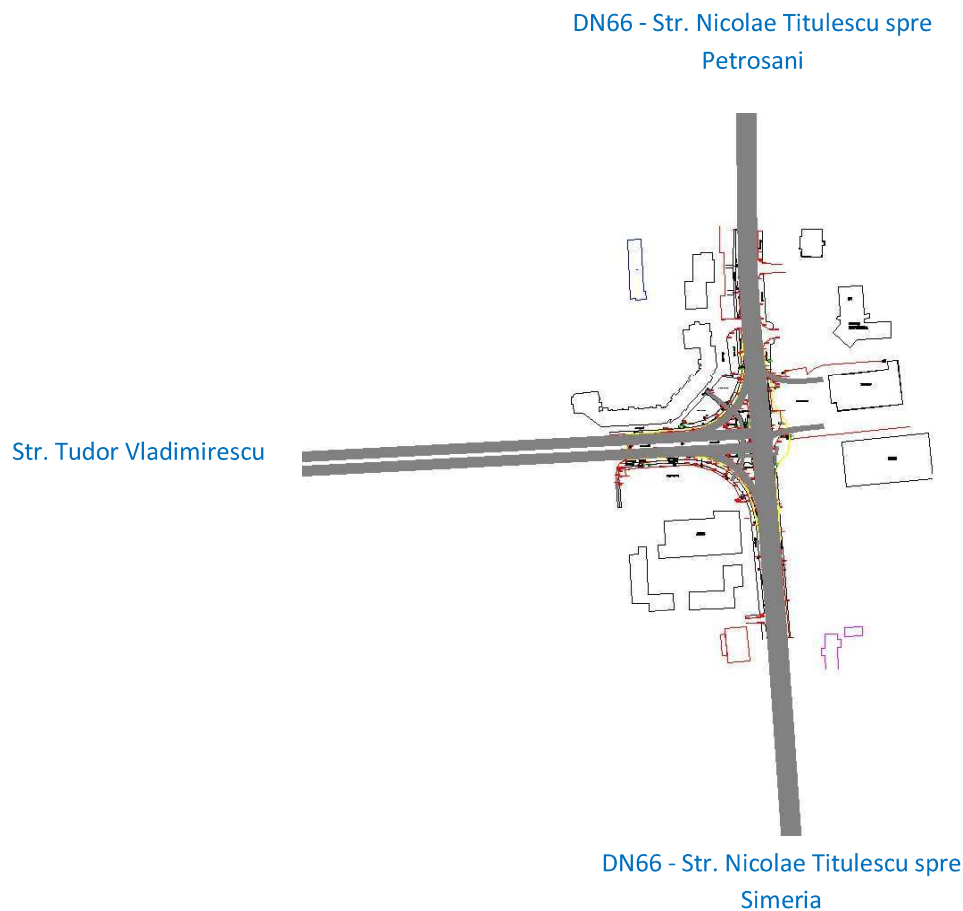 DN66 - Str. Nicolae Titulescu spre
Petrosani
Str. Tudor Vladimirescu
DN66 - Str. Nicolae Titulescu spre
Simeria